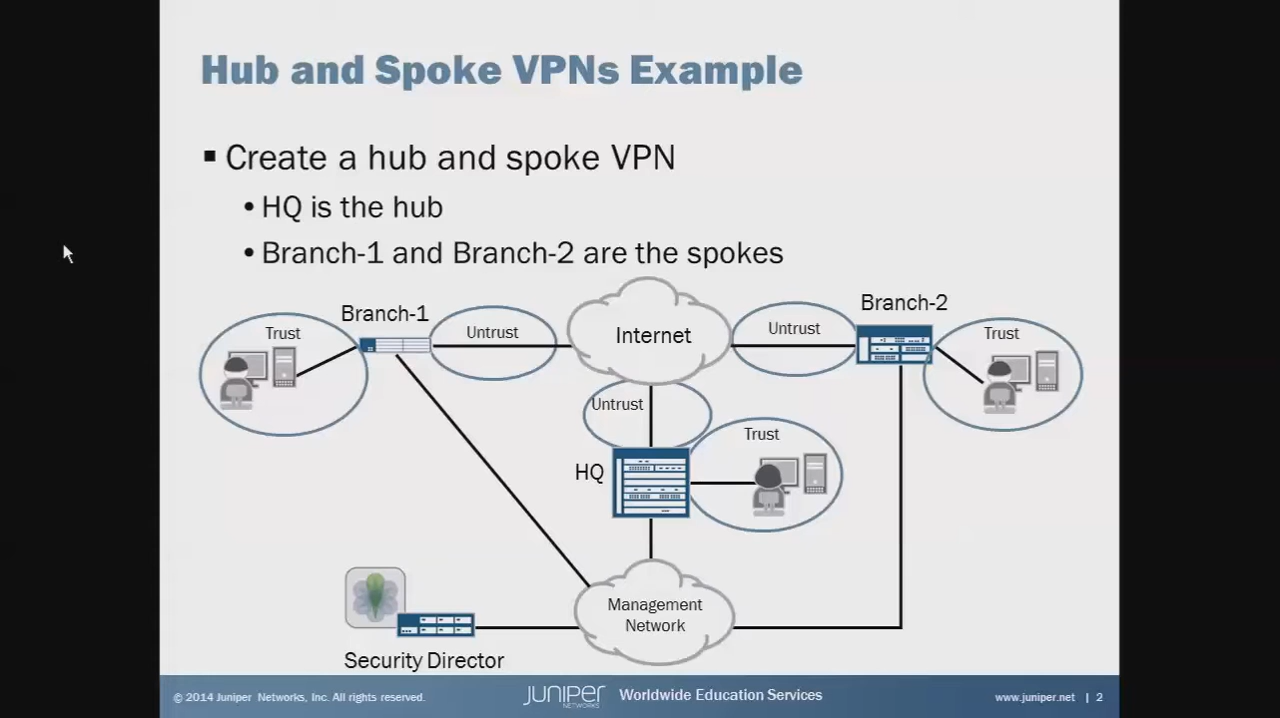 Hub and Spoke VPNs Example
▪ Create a hub and spoke VPN
• HQ is the hub
• Branch-1 and Branch-2 are the spokes
Branch-1
Branch-2
Trust
Untrust
Internet
Untrust
Trust
Untrust
Trust
HQ
Management
Network
Security Director
© 2014 Juniper Networks, Inc. All rights reserved.
JUNIPER
NETWORKS
Worldwide Education Services
www.juniper.net | 2